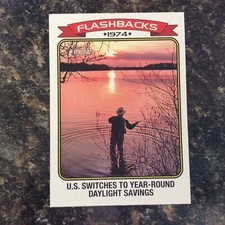 FLASHBACKS
★1974★
U.S. SWITCHES TO YEAR-ROUND
DAYLIGHT SAVINGS